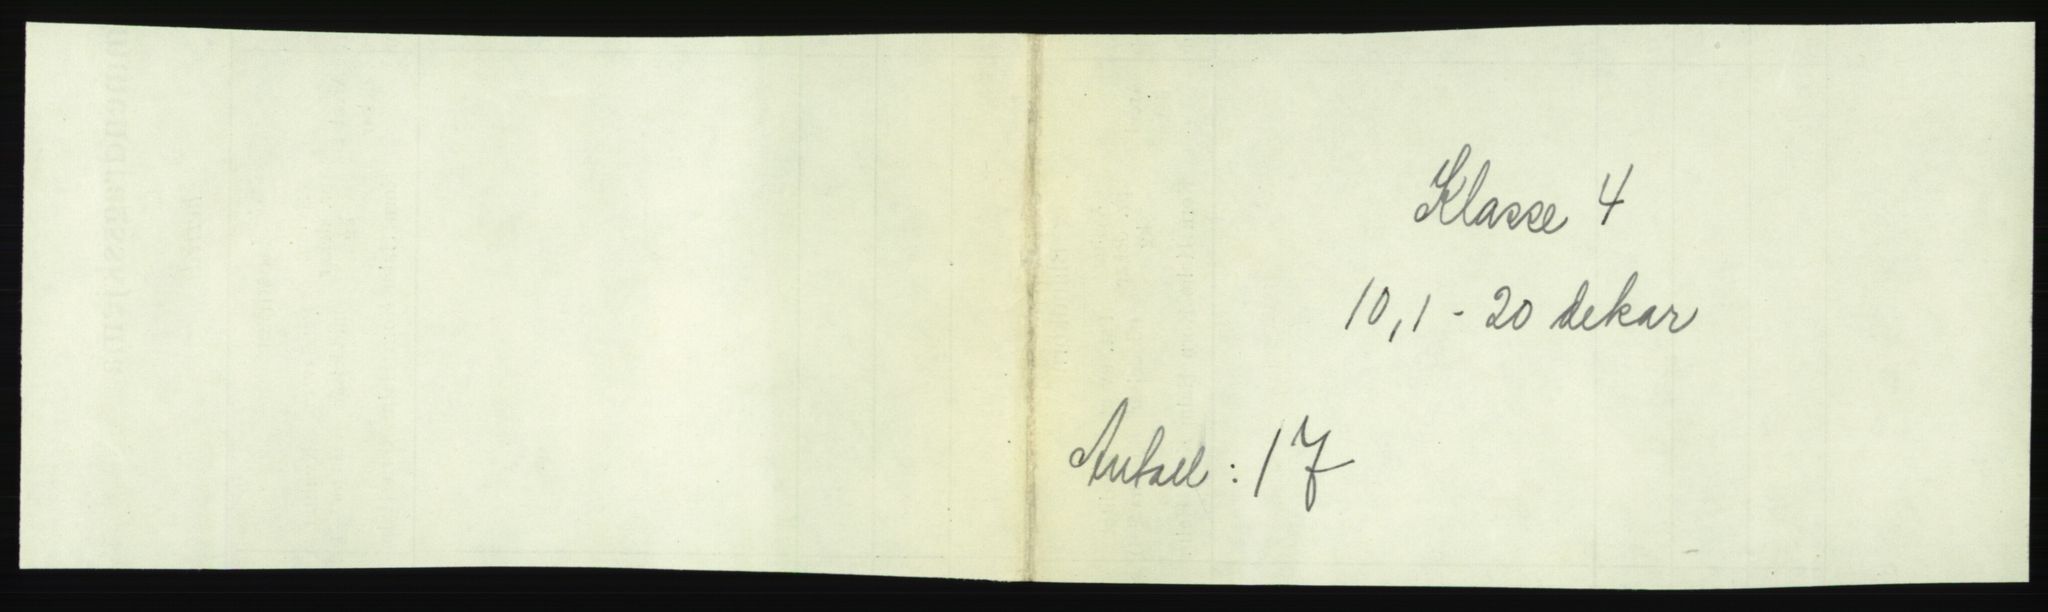 Klasse 4
10,1 - 20 dekar
Antall : 17